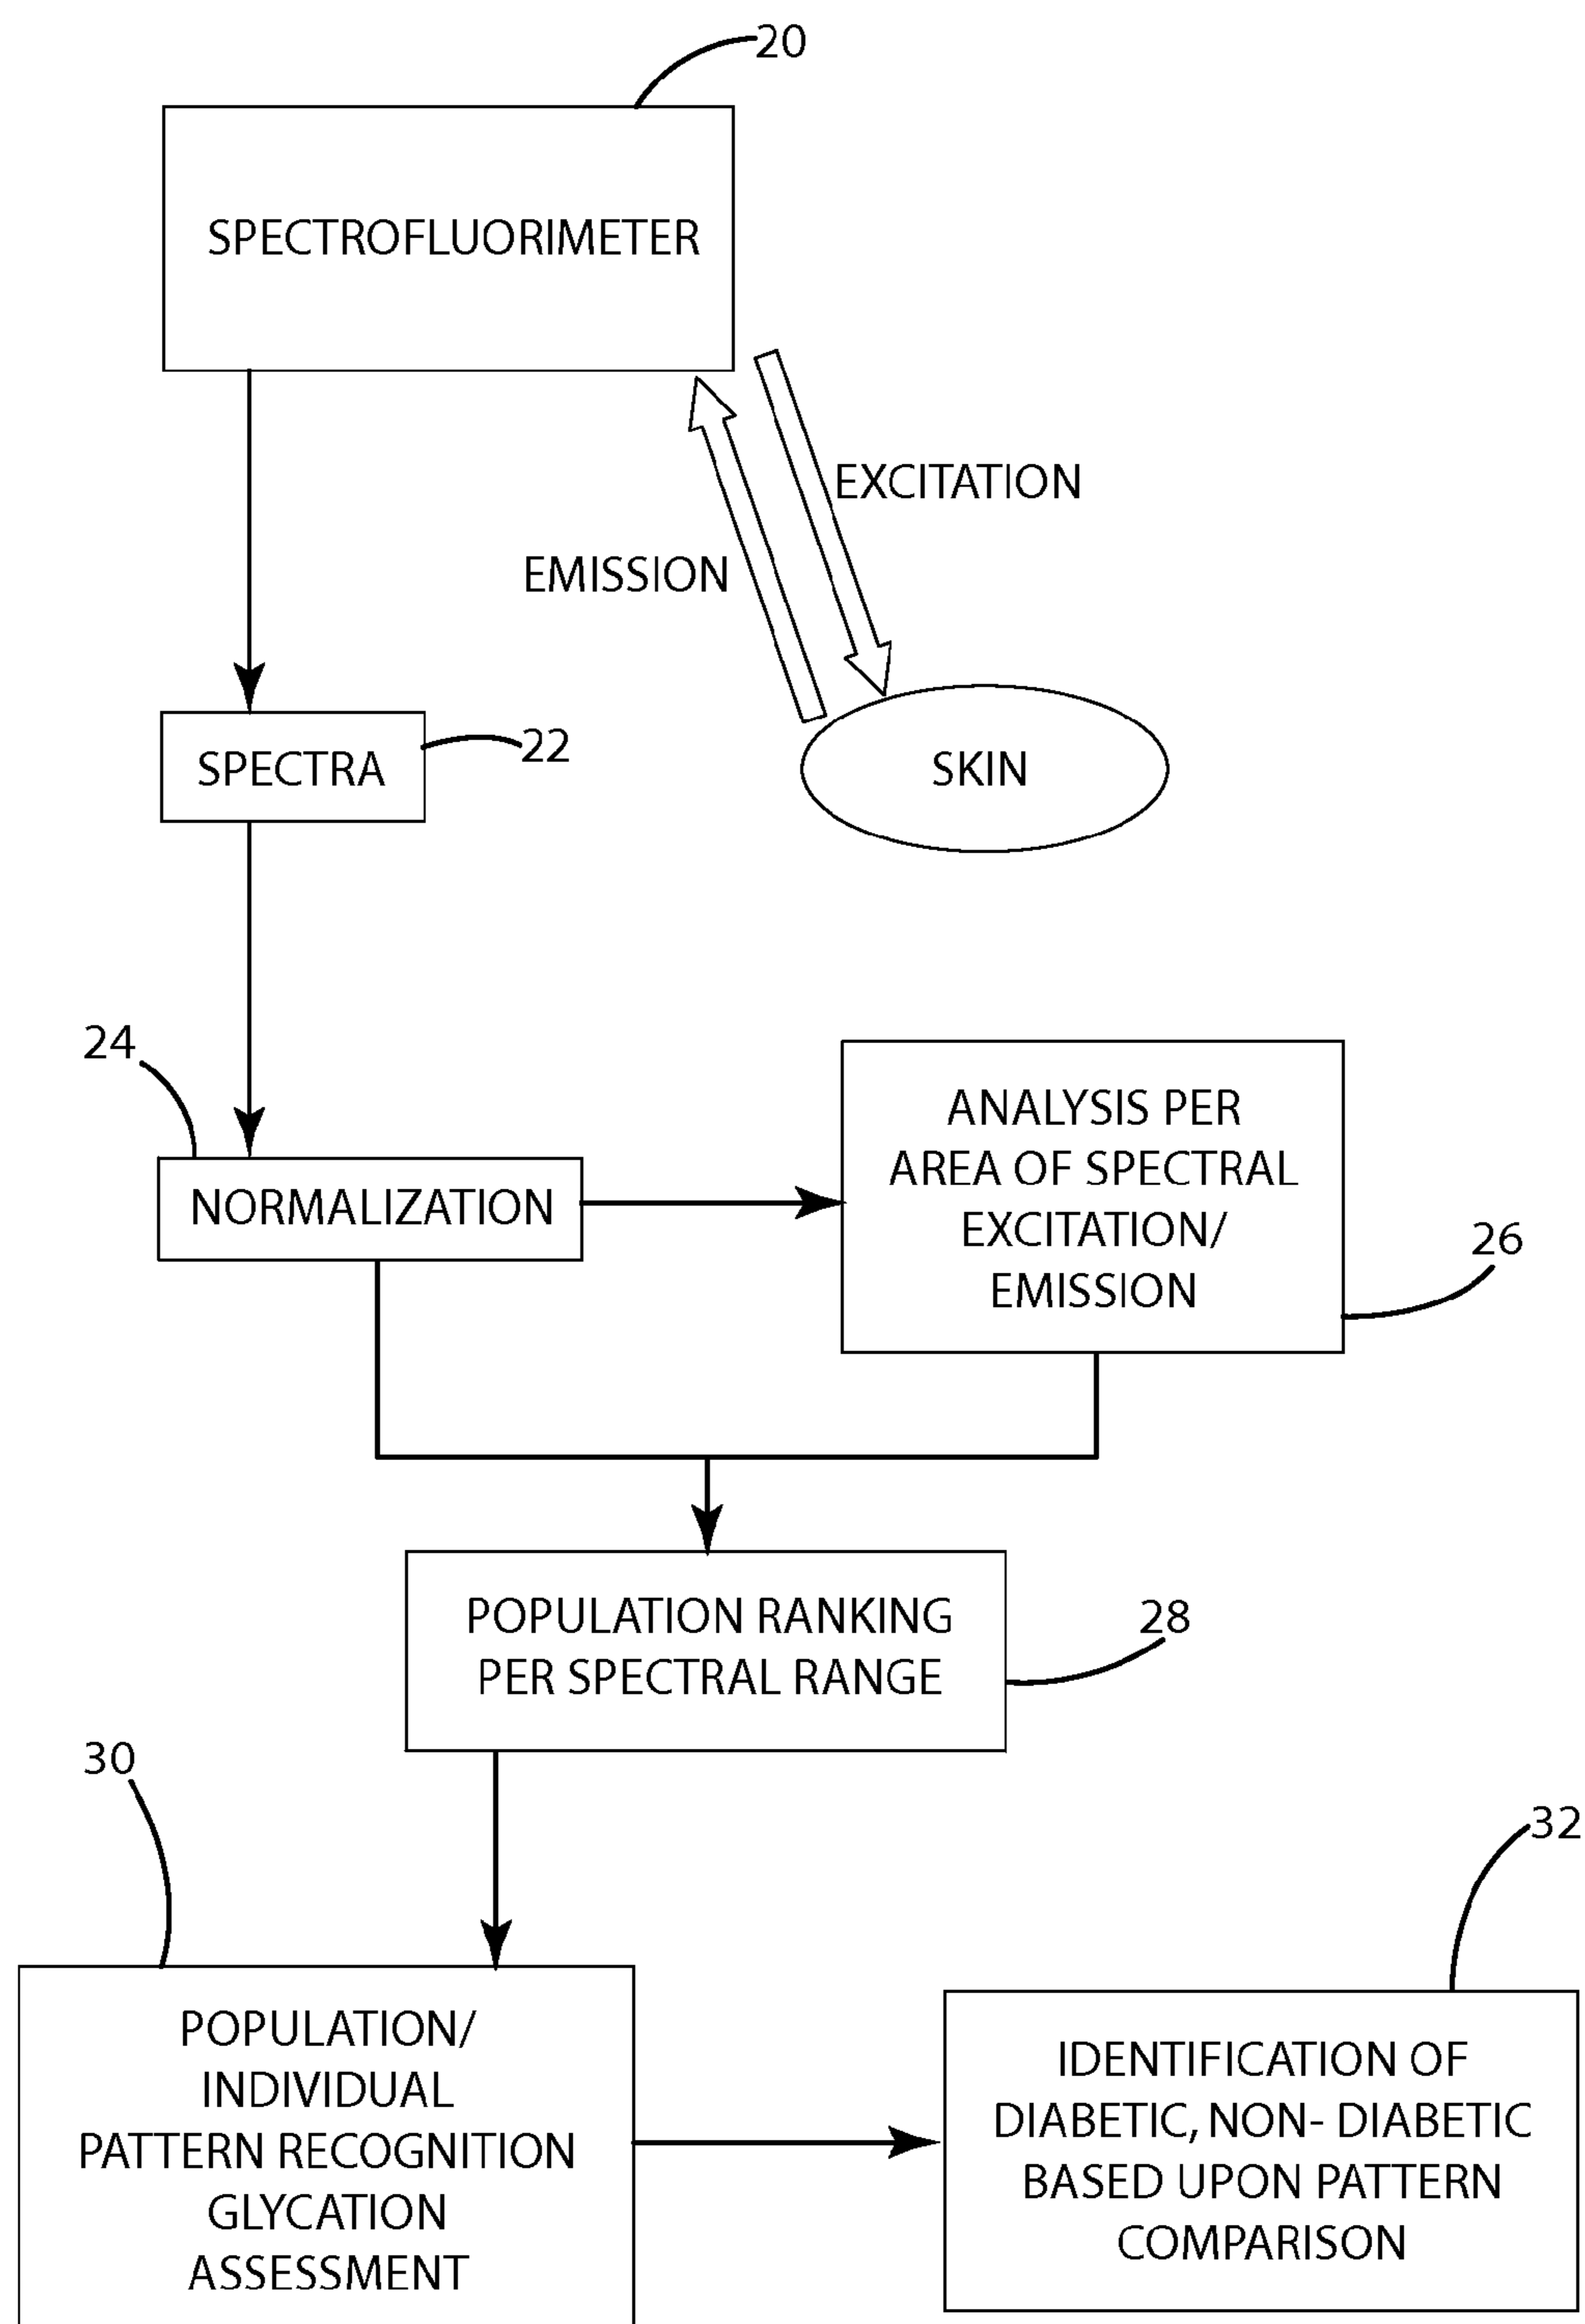 20
SPECTROFLUORIMETER
EXCITATION
EMISSION
SPECTRA
22
SKIN
24
NORMALIZATION
ANALYSIS PER
AREA OF SPECTRAL
EXCITATION/
EMISSION
26
POPULATION RANKING
PER SPECTRAL RANGE
28
30
POPULATION/
INDIVIDUAL
PATTERN RECOGNITION
GLYCATION
ASSESSMENT
32
IDENTIFICATION OF
DIABETIC, NON- DIABETIC
BASED UPON PATTERN
COMPARISON